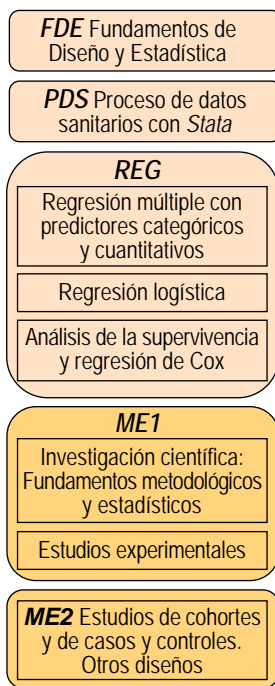 FDE Fundamentos de
Diseño y Estadística
PDS Proceso de datos
sanitarios con Stata
REG
Regresión múltiple con
predictores categóricos
y cuantitativos
Regresión logística
Análisis de la supervivencia
y regresión de Cox
ME1
Investigación científica:
Fundamentos metodológicos
y estadísticos
Estudios experimentales
ME2 Estudios de cohortes
y de casos y controles.
Otros diseños